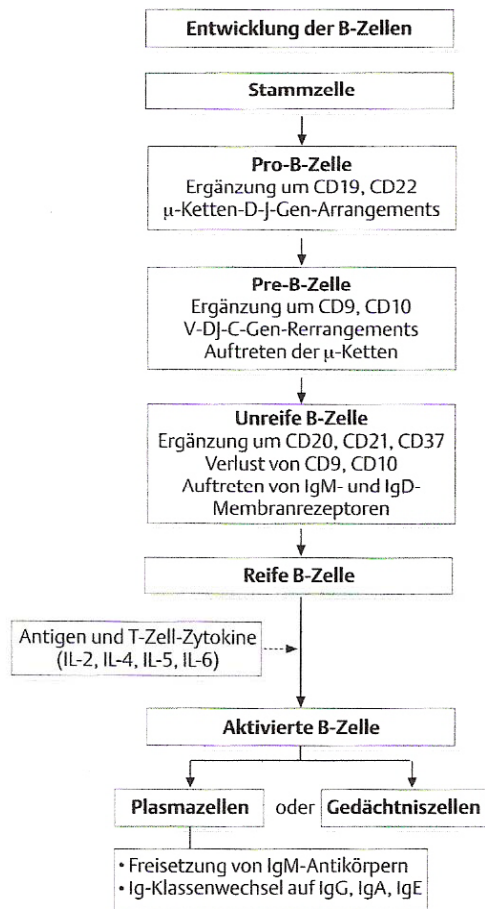 Entwicklung der B-Zellen
Stammzelle
Pro-B-Zelle
Ergänzung um CD19, CD22
μ-Ketten-D-J-Gen-Arrangements
Pre-B-Zelle
Ergänzung um CD9, CD10
V-DJ-C-Gen-Rerrangements
Auftreten der μ-Ketten
Unreife B-Zelle
Ergänzung um CD20, CD21, CD37
Verlust von CD9, CD10
Auftreten von IgM- und IgD-
Membranrezeptoren
Reife B-Zelle
Antigen und T-Zell-Zytokine
(IL-2, IL-4, IL-5, IL-6)
Aktivierte B-Zelle
Plasmazellen oder Gedächtniszellen
• Freisetzung von IgM-Antikörpern
• Ig-Klassenwechsel auf IgG, IgA, IgE